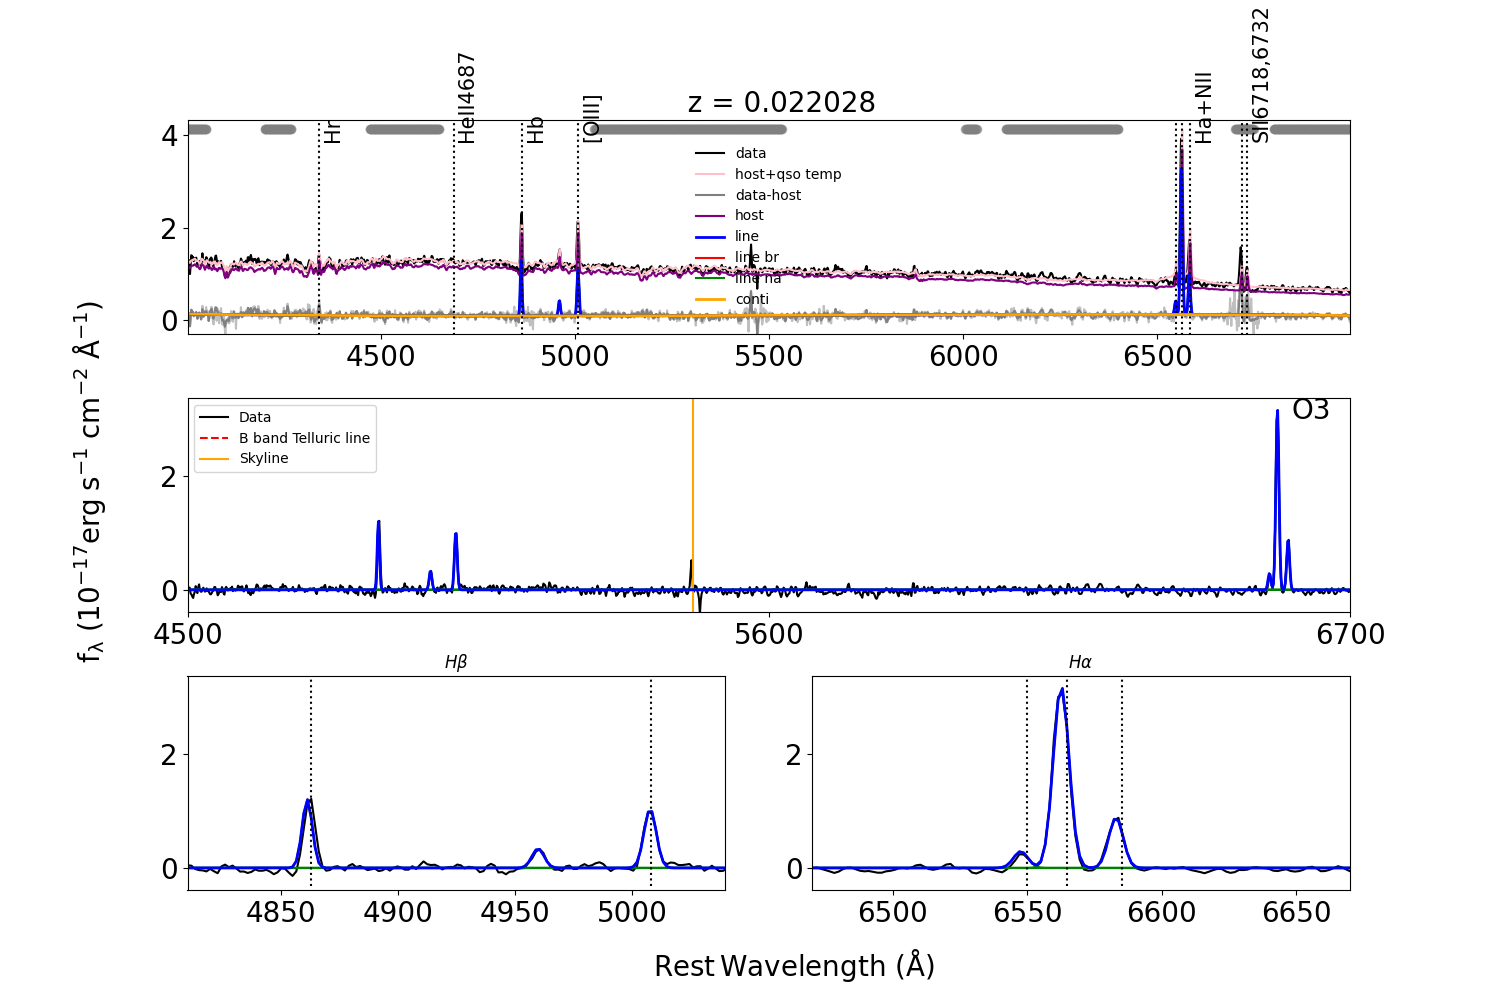 z = 0.022028
Hr
HeII4687
Hb
[OIII]
Ha+NII
SII6718,6732
4
2
0
data
host+qso temp
data-host
host
line
line br
line na
conti
4500 5000 5500 6000 6500
f_λ (10⁻¹⁷erg s⁻¹ cm⁻² Å⁻¹)
2
0
Data
B band Telluric line
Skyline
O3
4500 5600 6700
Hβ
2
0
4850 4900 4950 5000
Hα
2
0
6500 6550 6600 6650
Rest Wavelength (Å)